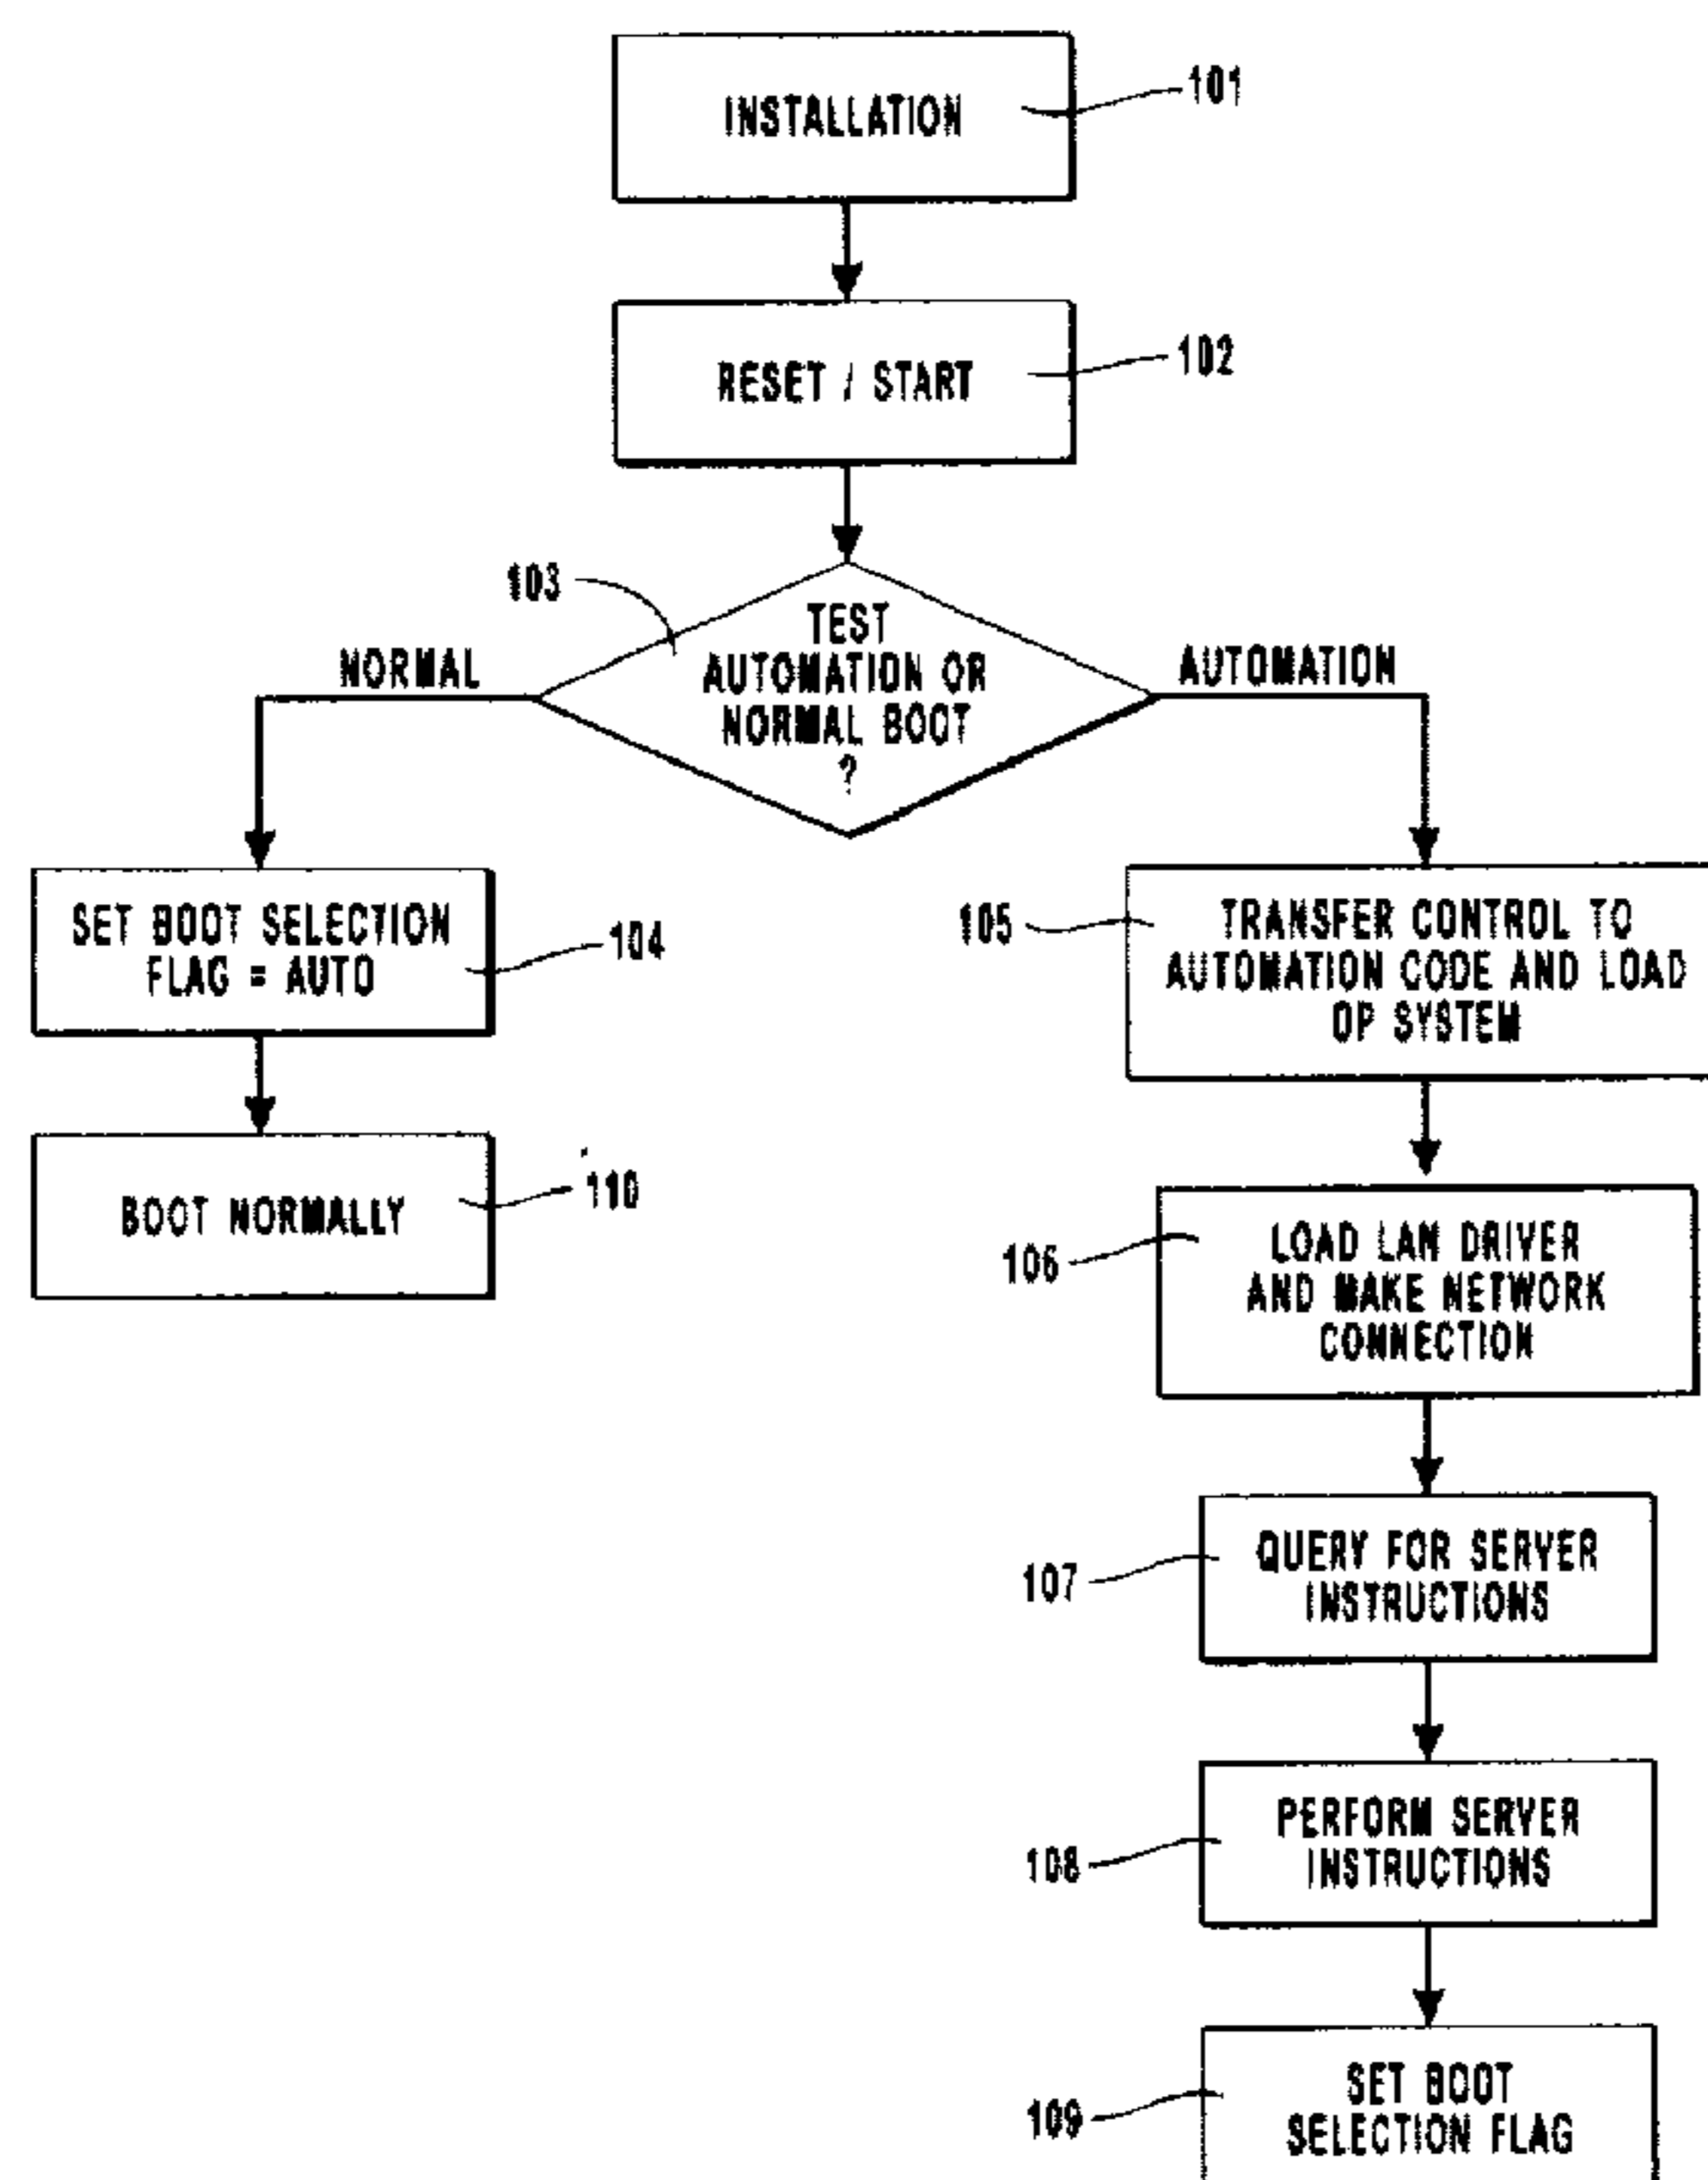 INSTALLATION
101
RESET / START
102
103
TEST
AUTOMATION OR
NORMAL BOOT
?
NORMAL
AUTOMATION
SET BOOT SELECTION
FLAG = AUTO
104
105
TRANSFER CONTROL TO
AUTOMATION CODE AND LOAD
OP SYSTEM
BOOT NORMALLY
110
106
LOAD LAN DRIVER
AND MAKE NETWORK
CONNECTION
107
QUERY FOR SERVER
INSTRUCTIONS
108
PERFORM SERVER
INSTRUCTIONS
109
SET BOOT
SELECTION FLAG